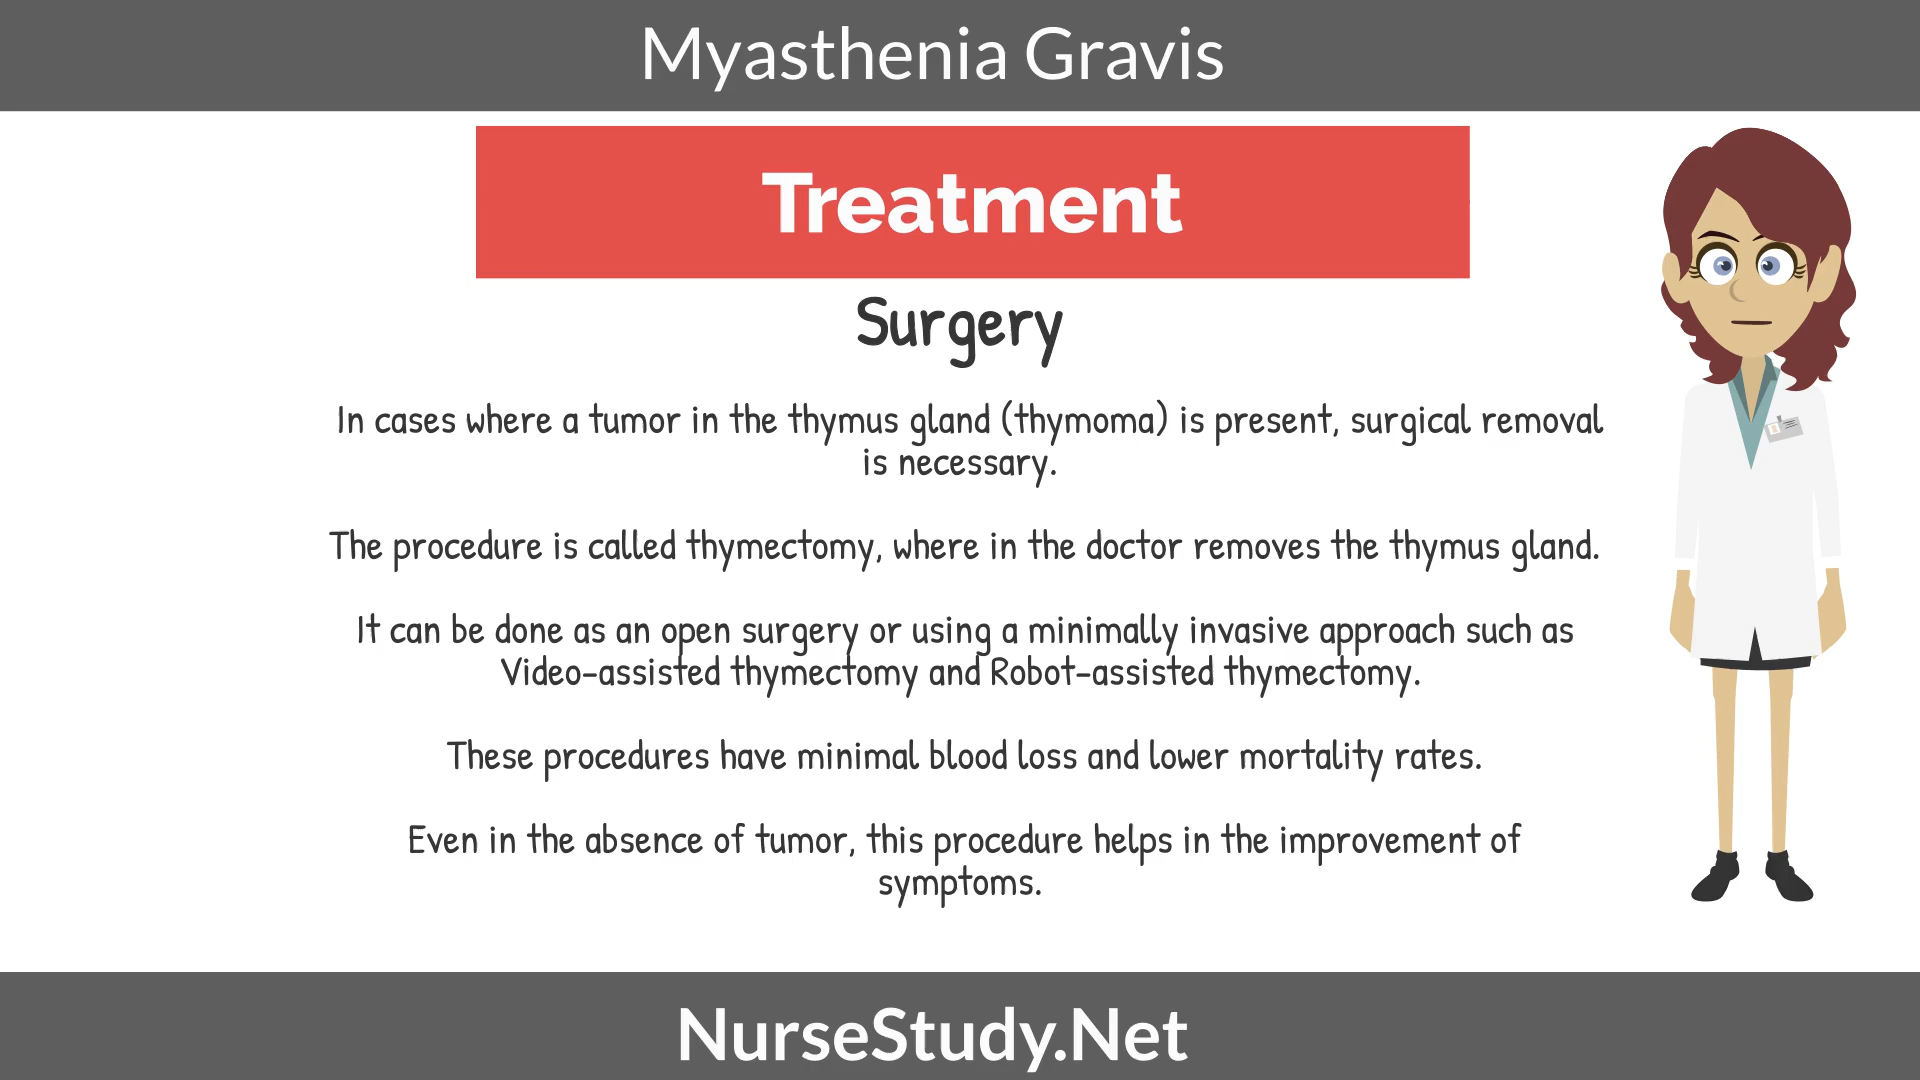 Myasthenia Gravis
Treatment
Surgery
In cases where a tumor in the thymus gland (thymoma) is present, surgical removal
is necessary.
The procedure is called thymectomy, where in the doctor removes the thymus gland.
It can be done as an open surgery or using a minimally invasive approach such as
Video-assisted thymectomy and Robot-assisted thymectomy.
These procedures have minimal blood loss and lower mortality rates.
Even in the absence of tumor, this procedure helps in the improvement of
symptoms.
NurseStudy.Net